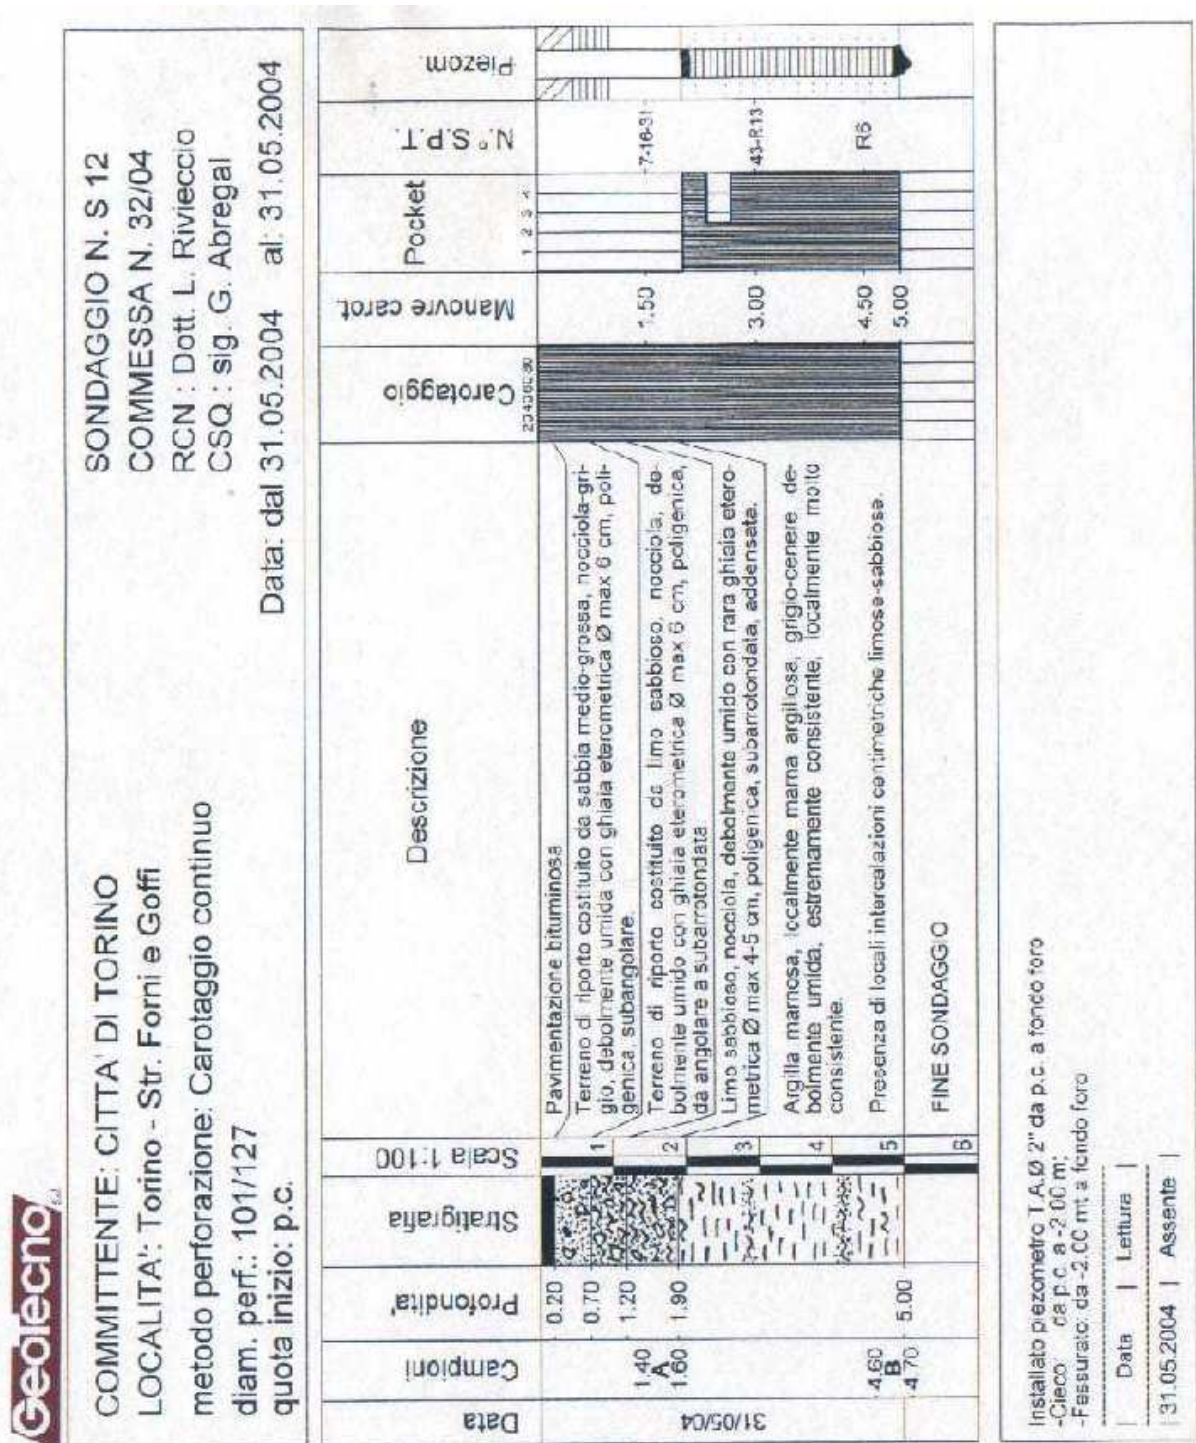 Geotecno s.r.l.
COMMITTENTE: CITTA' DI TORINO
LOCALITA': Torino - Str. Forni e Goffi
metodo perforazione: Carotaggio continuo
diam. perf.: 101/127
quota inizio: p.c.
SONDAGGIO N. S 12
COMMESSA N. 32/04
RCN : Dott. L. Rivieccio
CSQ : sig. G. Abregal
Data: dal 31.05.2004 al: 31.05.2004
Data
Campioni
Profondita'
Stratigrafia
Scala 1:100
Descrizione
Carotaggio
20 40 60 80
Manovre carot.
Pocket
1 2 3 4
N.° S.P.T.
Piezom.
31/05/04
1.40
A
1.60
4.60
B
4.70
0.20
0.70
1.20
1.90
5.00
1
2
3
4
5
6
Pavimentazione bituminosa
Terreno di riporto costituito da sabbia medio-grossa, nocciola-gri-
gio, debolmente umida con ghiaia eterometrica Ø max 6 cm, poli-
genica, subangolare.
Terreno di riporto costituito da limo sabbioso, nocciola, de-
bolmente umido con ghiaia eterometrica Ø max 6 cm, poligenica,
da angolare a subarrotondata
Limo sabbioso, nocciola, debolmente umido con rara ghiaia etero-
metrica Ø max 4-5 cm, poligenica, subarrotondata, addensata.
Argilla marnosa, localmente marna argillosa, grigio-cenere de-
bolmente umida, estremamente consistente, localmente molto
consistente.
Presenza di locali intercalazioni centimetriche limose-sabbiose.
FINE SONDAGGIO
1.50
3.00
4.50
5.00
7-16-31
43-R13
R6
Installato piezometro T.A.Ø 2" da p.c. a fondo foro
-Cieco: da p.c. a -2.00 m;
-Fessurato: da -2.00 mt a fondo foro
| Data | Lettura |
| 31.05.2004 | Assente |